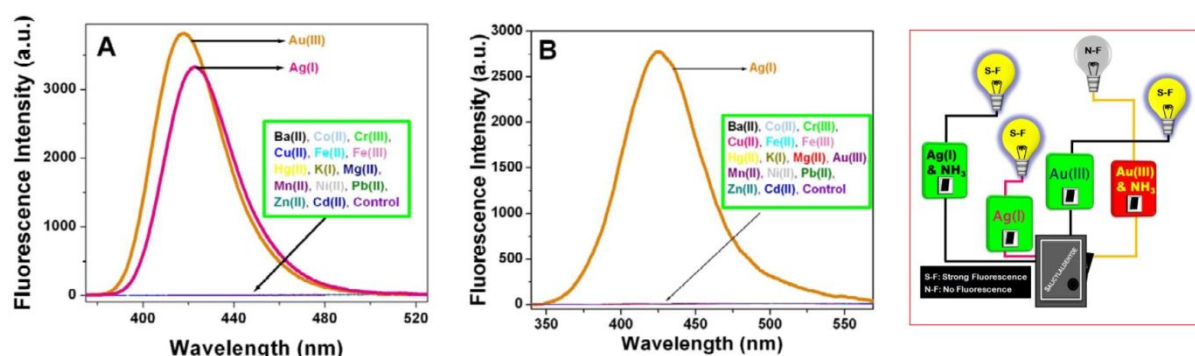 A
Fluorescence Intensity (a.u.)
3000
2000
1000
0
400
440
480
520
Wavelength (nm)
Au(III)
Ag(I)
Ba(II), Co(II), Cr(III),
Cu(II), Fe(II), Fe(III)
Hg(II), K(I), Mg(II),
Mn(II), Ni(II), Pb(II),
Zn(II), Cd(II), Control
B
Fluorescence Intensity (a.u.)
3000
2500
2000
1500
1000
500
0
350
400
450
500
550
Wavelength (nm)
Ag(I)
Ba(II), Co(II), Cr(III),
Cu(II), Fe(II), Fe(III)
Hg(II), K(I), Mg(II), Au(III)
Mn(II), Ni(II), Pb(II),
Zn(II), Cd(II), Control
N-F
S-F
S-F
S-F
Ag(I)
& NH3
Ag(I)
Au(III)
Au(III)
& NH3
SALICYLALDEHYDE
S-F: Strong Fluorescence
N-F: No Fluorescence